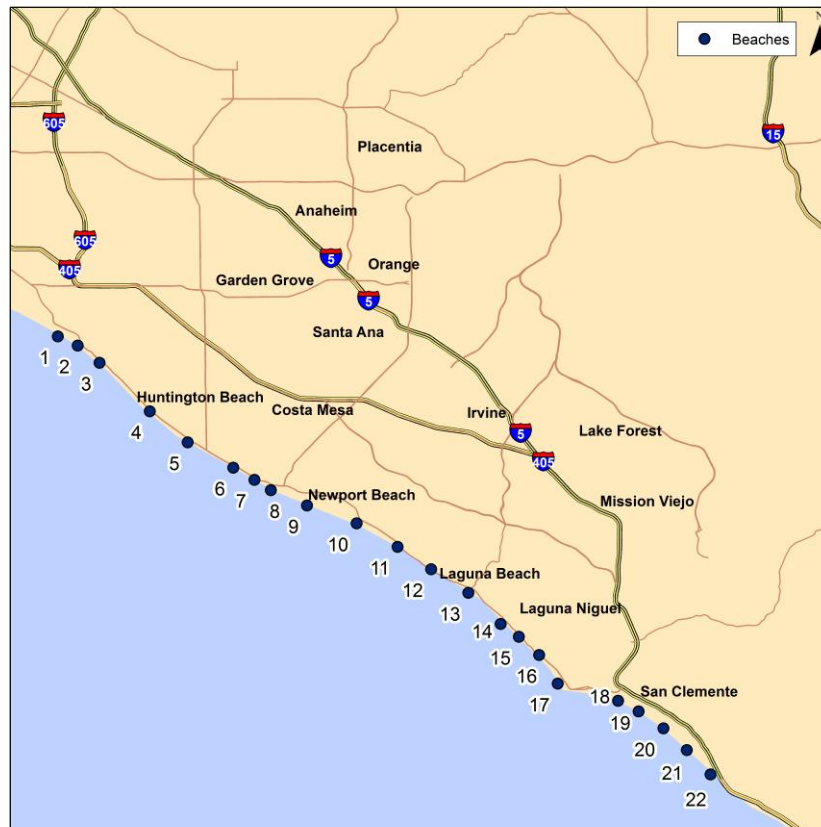 N
Beaches
605
15
Placentia
Anaheim
605
5
405
Orange
Garden Grove
5
Santa Ana
1
2
3
Huntington Beach
4
Costa Mesa
Irvine
5
Lake Forest
5
405
6
7
8
Newport Beach
9
Mission Viejo
10
11
12
Laguna Beach
13
Laguna Niguel
14
15
16
17
18
San Clemente
19
20
21
22